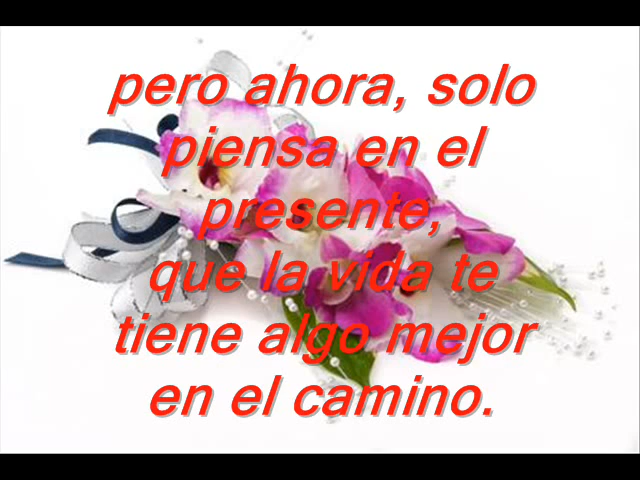 pero ahora, solo
piensa en el
presente,
que la vida te
tiene algo mejor
en el camino.